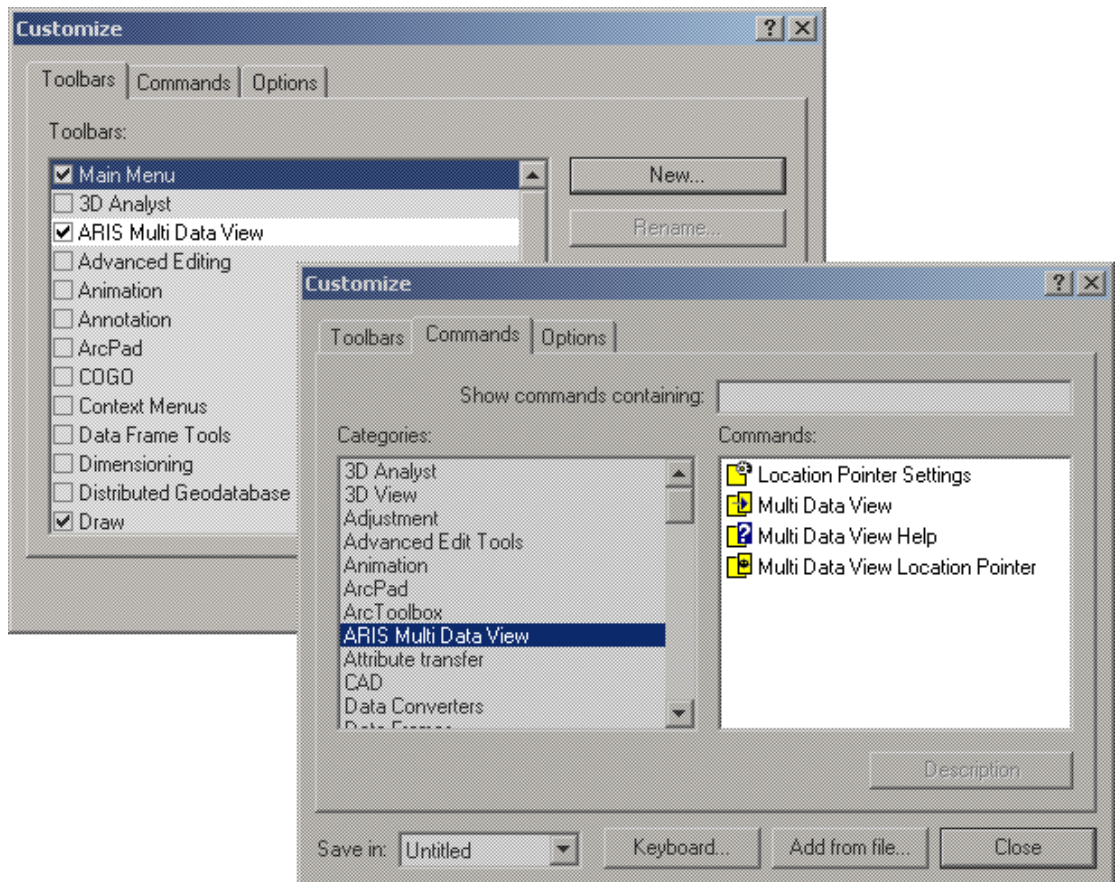 Customize
Toolbars
Commands
Options
Toolbars:
Main Menu
3D Analyst
ARIS Multi Data View
Advanced Editing
Animation
Annotation
ArcPad
COGO
Context Menus
Data Frame Tools
Dimensioning
Distributed Geodatabase
Draw
New...
Rename...
Customize
Toolbars
Commands
Options
Show commands containing:
Categories:
3D Analyst
3D View
Adjustment
Advanced Edit Tools
Animation
ArcPad
ArcToolbox
ARIS Multi Data View
Attribute transfer
CAD
Data Converters
Data Frames
Commands:
Location Pointer Settings
Multi Data View
Multi Data View Help
Multi Data View Location Pointer
Description
Save in:
Untitled
Keyboard...
Add from file...
Close